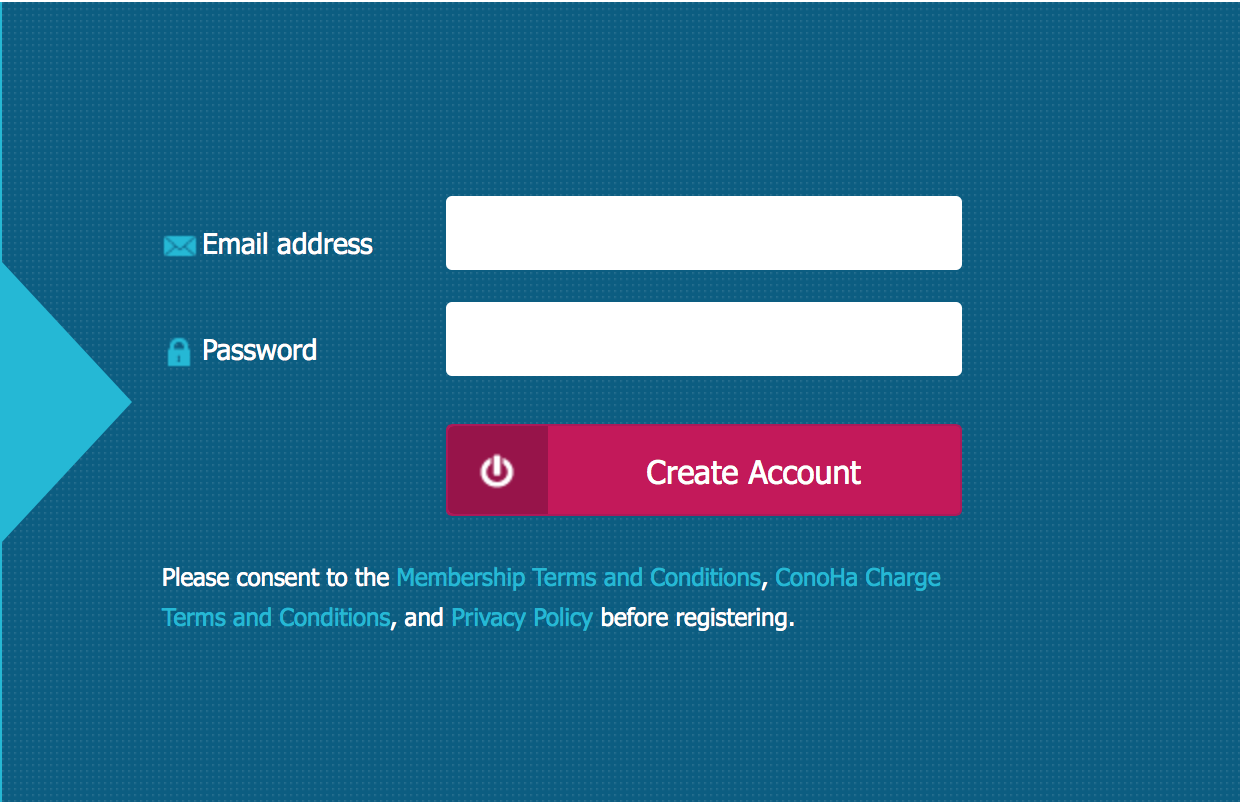 Email address
Password
Create Account
Please consent to the Membership Terms and Conditions, ConoHa Charge
Terms and Conditions, and Privacy Policy before registering.